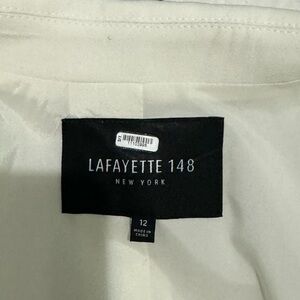 LAFAYETTE 148
NEW YORK
12
MADE IN
CHINA